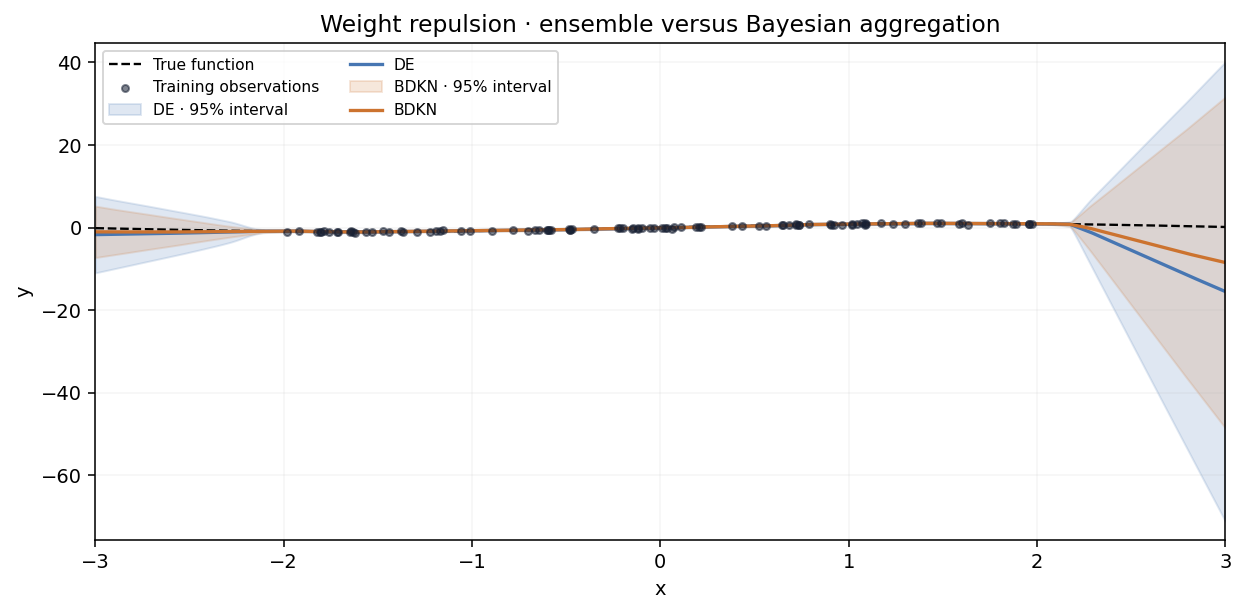 Weight repulsion · ensemble versus Bayesian aggregation
True function
Training observations
DE · 95% interval
DE
BDKN · 95% interval
BDKN
40
20
0
−20
−40
−60
y
−3
−2
−1
0
1
2
3
x